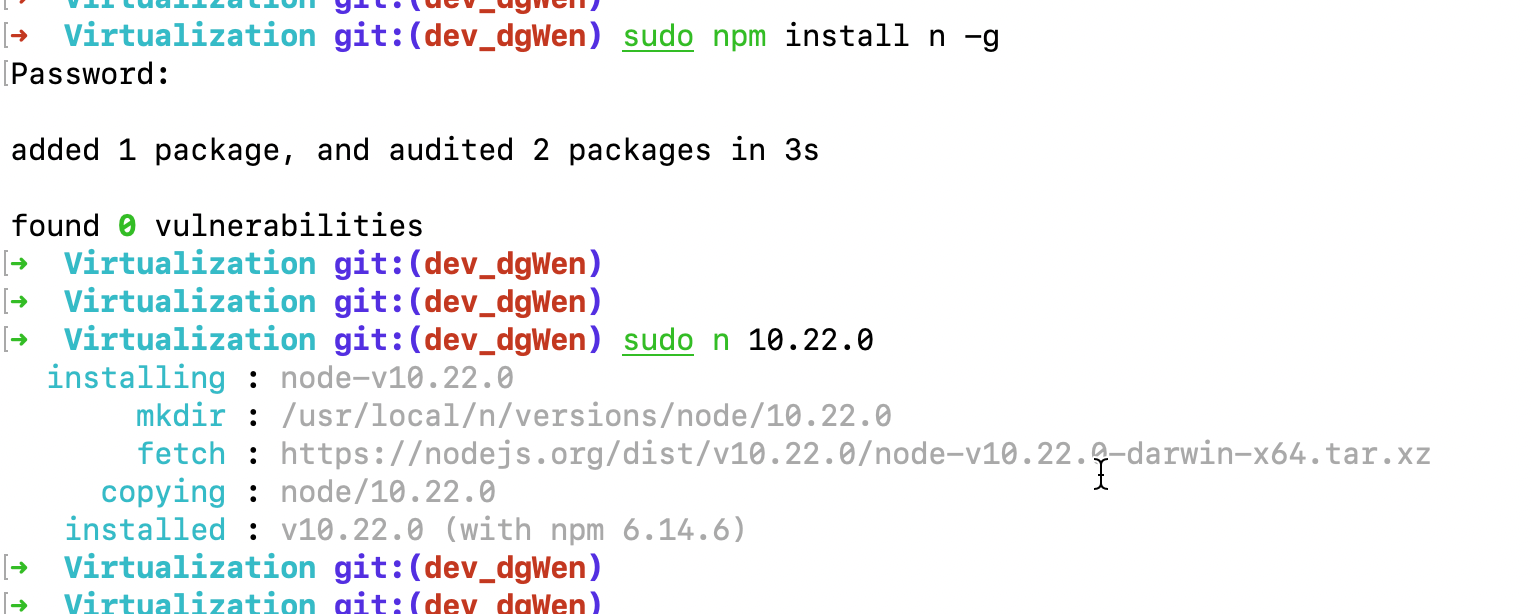 ➜  Virtualization git:(dev_dgWen)
➜  Virtualization git:(dev_dgWen) sudo npm install n -g
Password:
added 1 package, and audited 2 packages in 3s
found 0 vulnerabilities
➜  Virtualization git:(dev_dgWen)
➜  Virtualization git:(dev_dgWen)
➜  Virtualization git:(dev_dgWen) sudo n 10.22.0
installing : node-v10.22.0
mkdir : /usr/local/n/versions/node/10.22.0
fetch : https://nodejs.org/dist/v10.22.0/node-v10.22.0-darwin-x64.tar.xz
copying : node/10.22.0
installed : v10.22.0 (with npm 6.14.6)
➜  Virtualization git:(dev_dgWen)
➜  Virtualization git:(dev_dgWen)